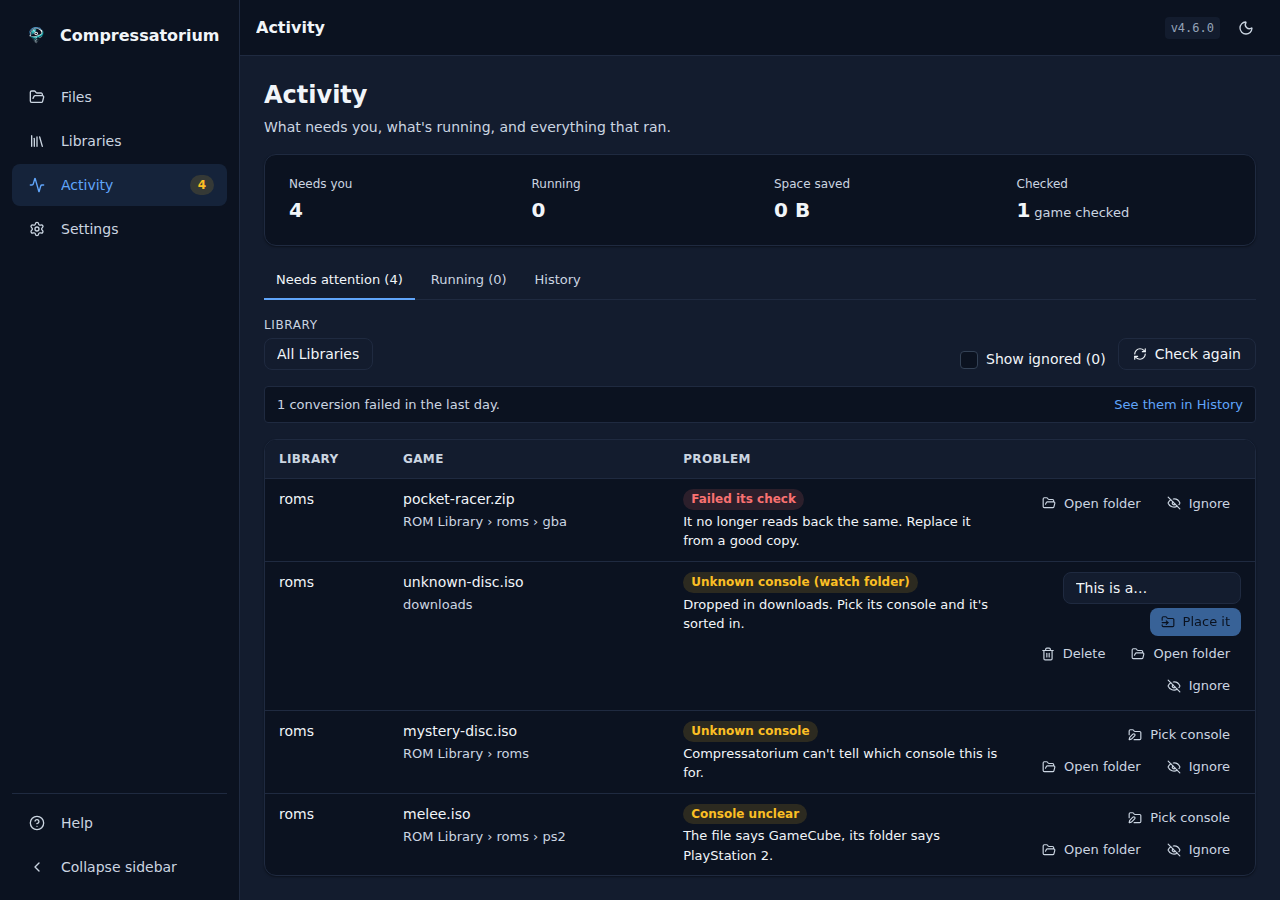 Compressatorium
Files
Libraries
Activity 4
Settings
Help
Collapse sidebar
Activity
v4.6.0
Activity
What needs you, what's running, and everything that ran.
Needs you
4
Running
0
Space saved
0 B
Checked
1 game checked
Needs attention (4)
Running (0)
History
LIBRARY
All Libraries
Show ignored (0)
Check again
1 conversion failed in the last day.
See them in History
LIBRARY
GAME
PROBLEM
roms
pocket-racer.zip
ROM Library › roms › gba
Failed its check
It no longer reads back the same. Replace it
from a good copy.
Open folder
Ignore
roms
unknown-disc.iso
downloads
Unknown console (watch folder)
Dropped in downloads. Pick its console and it's
sorted in.
This is a…
Place it
Delete
Open folder
Ignore
roms
mystery-disc.iso
ROM Library › roms
Unknown console
Compressatorium can't tell which console this is
for.
Pick console
Open folder
Ignore
roms
melee.iso
ROM Library › roms › ps2
Console unclear
The file says GameCube, its folder says
PlayStation 2.
Pick console
Open folder
Ignore